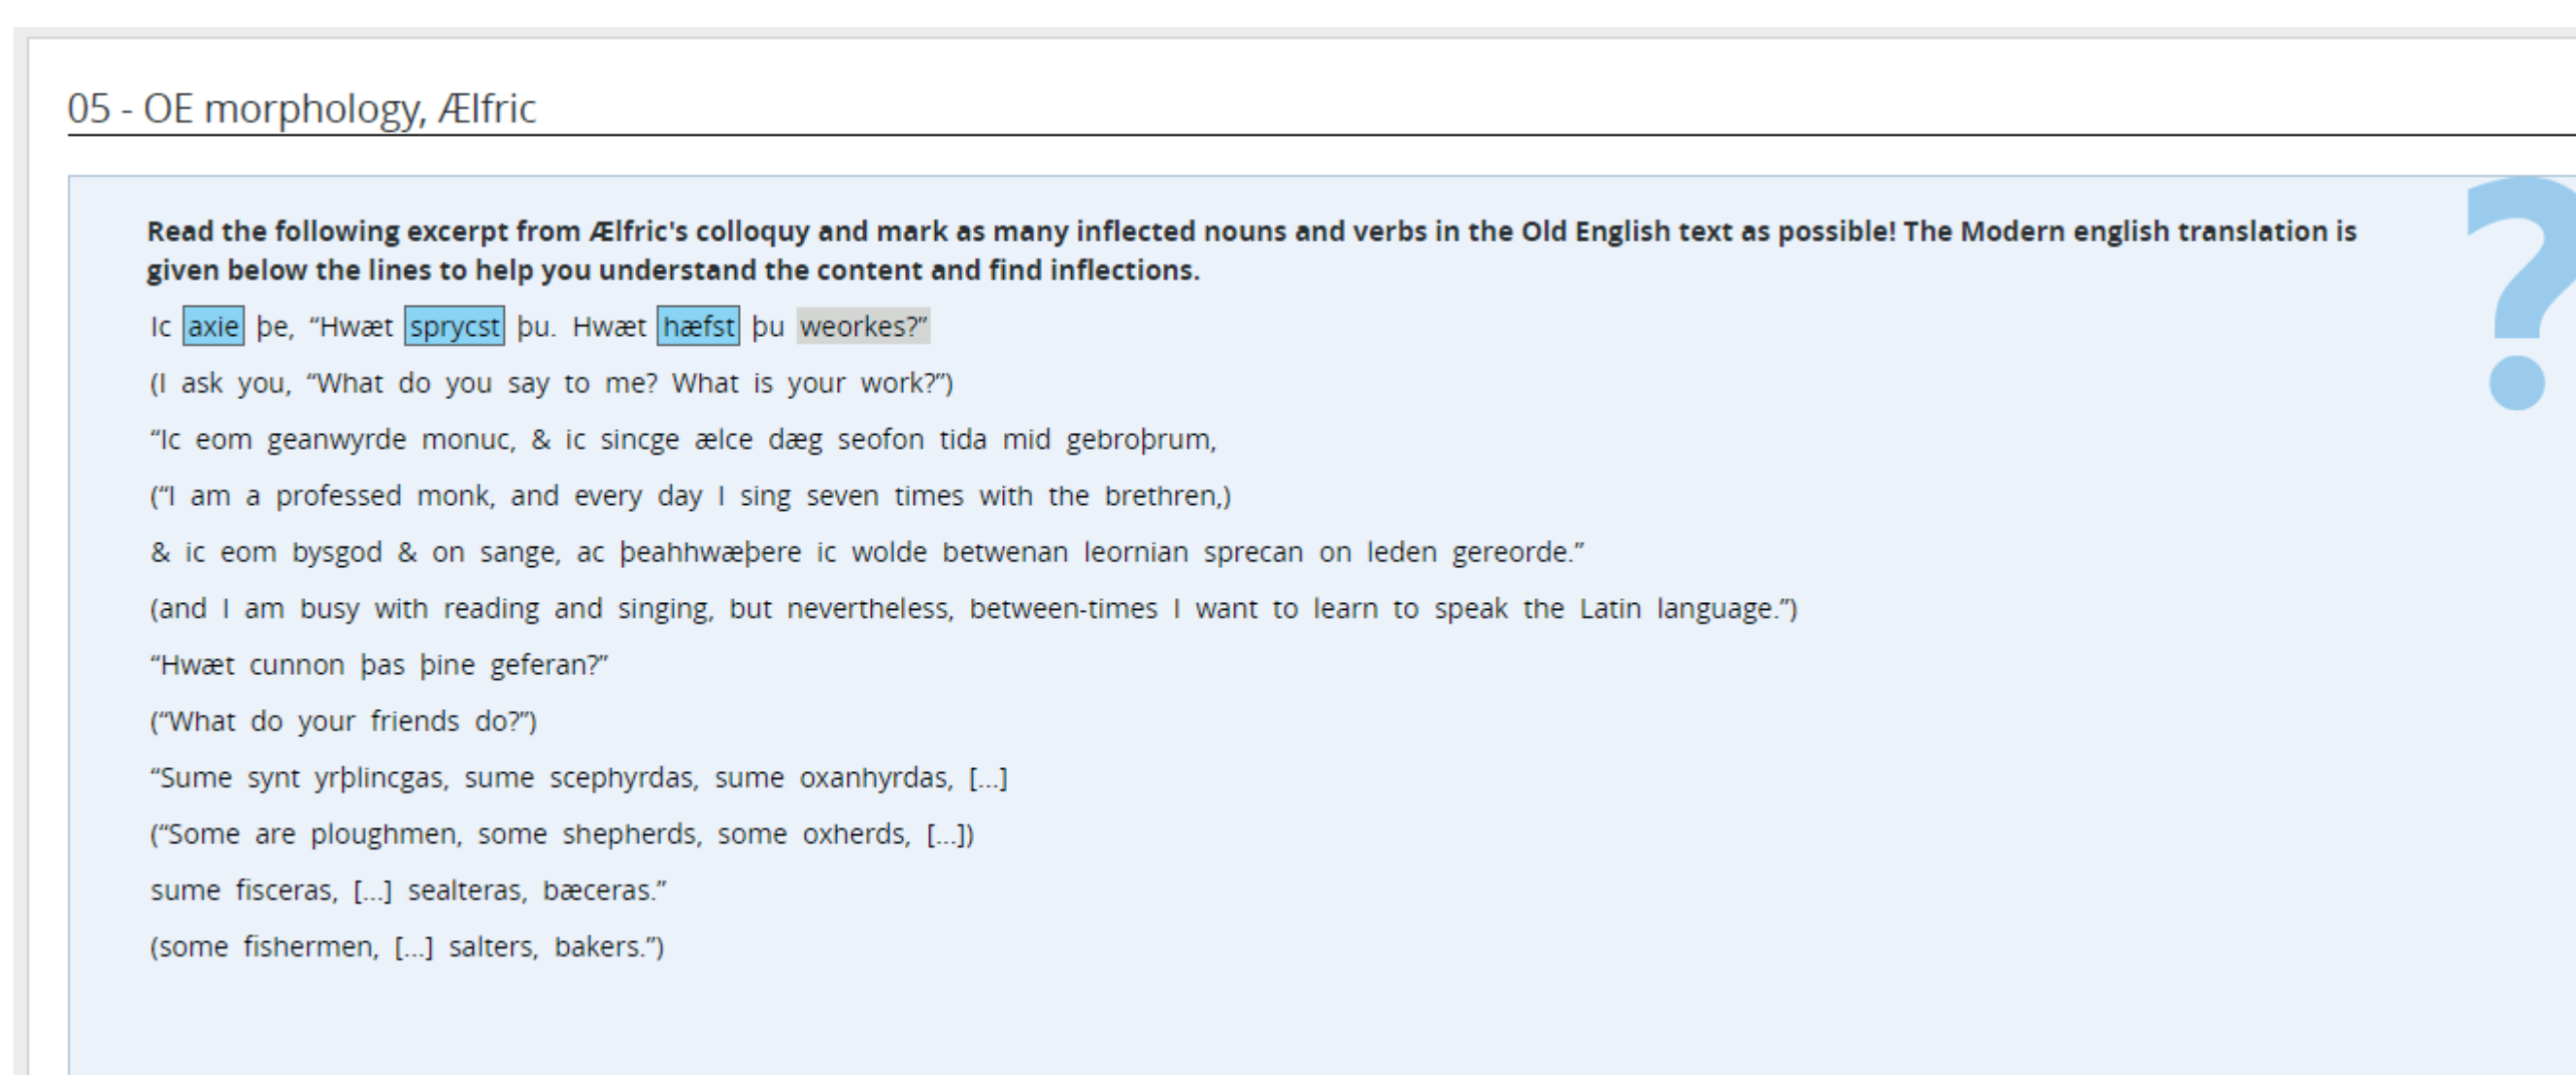 05 - OE morphology, Ælfric
Read the following excerpt from Ælfric's colloquy and mark as many inflected nouns and verbs in the Old English text as possible! The Modern english translation is
given below the lines to help you understand the content and find inflections.
Ic axie þe, “Hwæt sprycst þu. Hwæt hæfst þu weorkes?”
(I ask you, “What do you say to me? What is your work?”)
“Ic eom geanwyrde monuc, & ic sincge ælce dæg seofon tida mid gebroþrum,
(“I am a professed monk, and every day I sing seven times with the brethren,)
& ic eom bysgod & on sange, ac þeahhwæþere ic wolde betwenan leornian sprecan on leden gereorde.”
(and I am busy with reading and singing, but nevertheless, between-times I want to learn to speak the Latin language.”)
“Hwæt cunnon þas þine geferan?”
(“What do your friends do?”)
“Sume synt yrþlincgas, sume scephyrdas, sume oxanhyrdas, [...]
(“Some are ploughmen, some shepherds, some oxherds, [...])
sume fisceras, [...] sealteras, bæceras.”
(some fishermen, [...] salters, bakers.”)
?